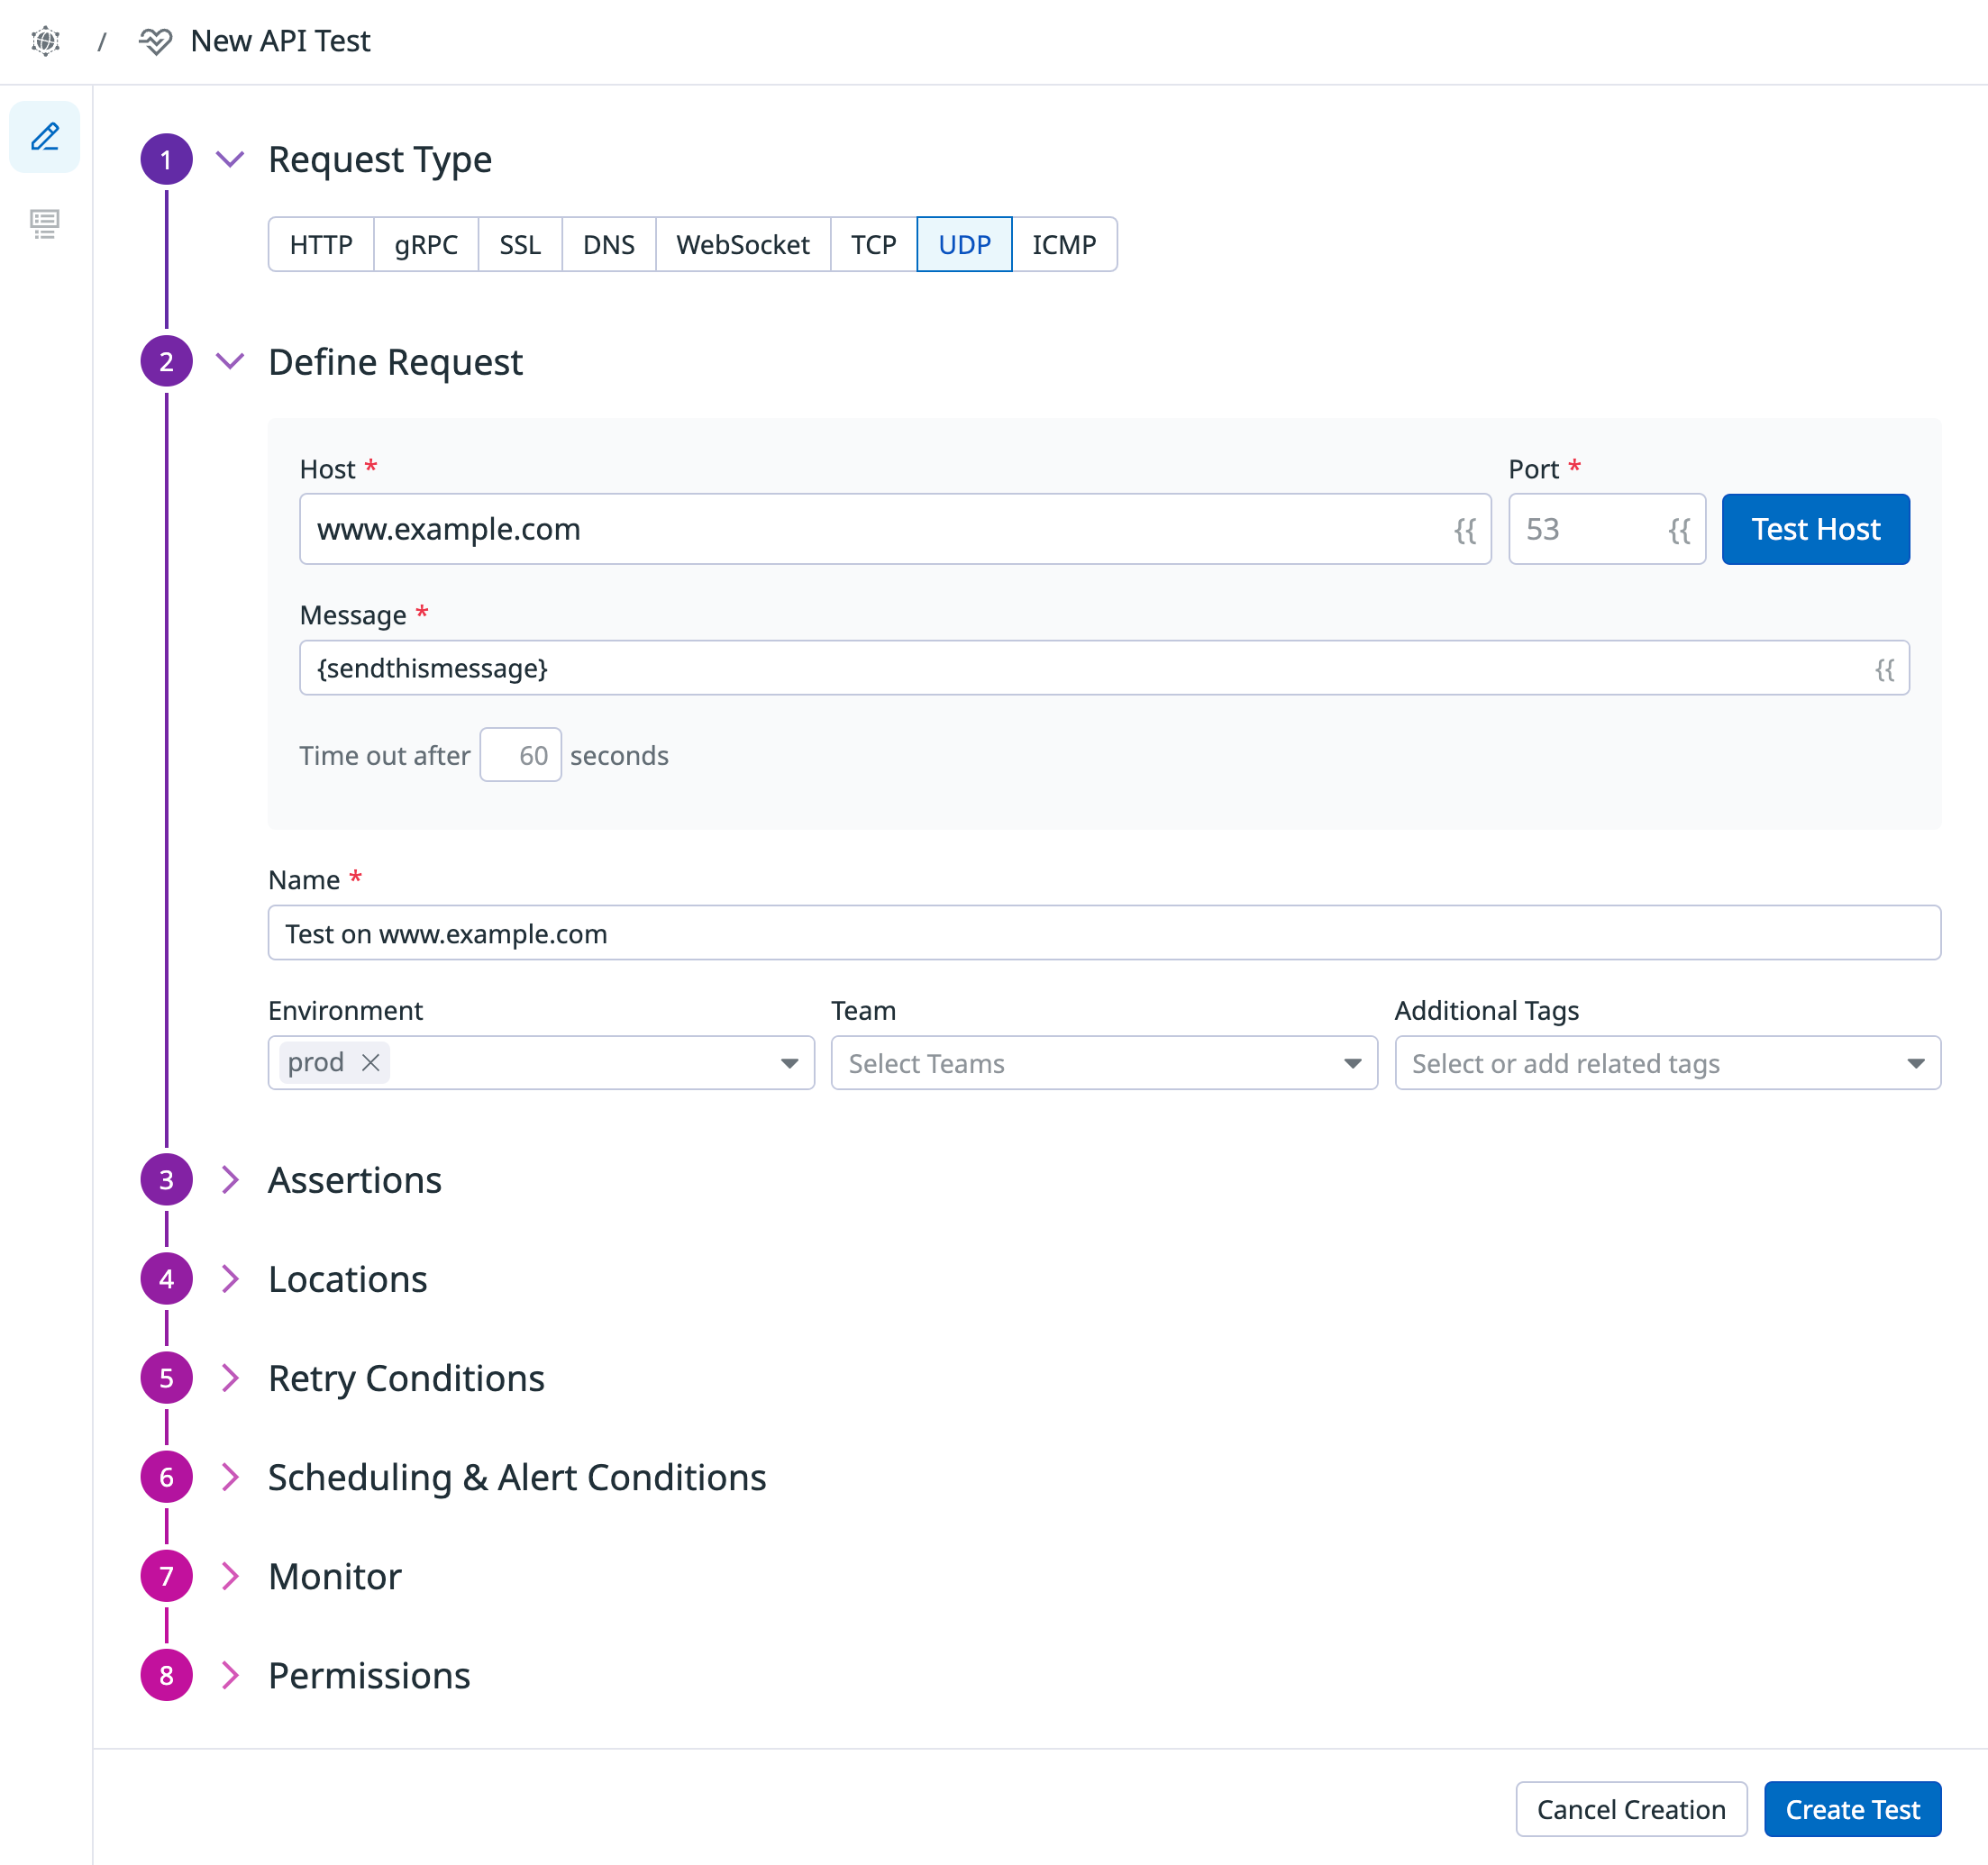 / New API Test
1 Request Type
HTTP gRPC SSL DNS WebSocket TCP UDP ICMP
2 Define Request
Host * Port *
www.example.com {{ 53 {{ Test Host
Message *
{sendthismessage} {{
Time out after 60 seconds
Name *
Test on www.example.com
Environment Team Additional Tags
prod Select Teams Select or add related tags
3 Assertions
4 Locations
5 Retry Conditions
6 Scheduling & Alert Conditions
7 Monitor
8 Permissions
Cancel Creation Create Test